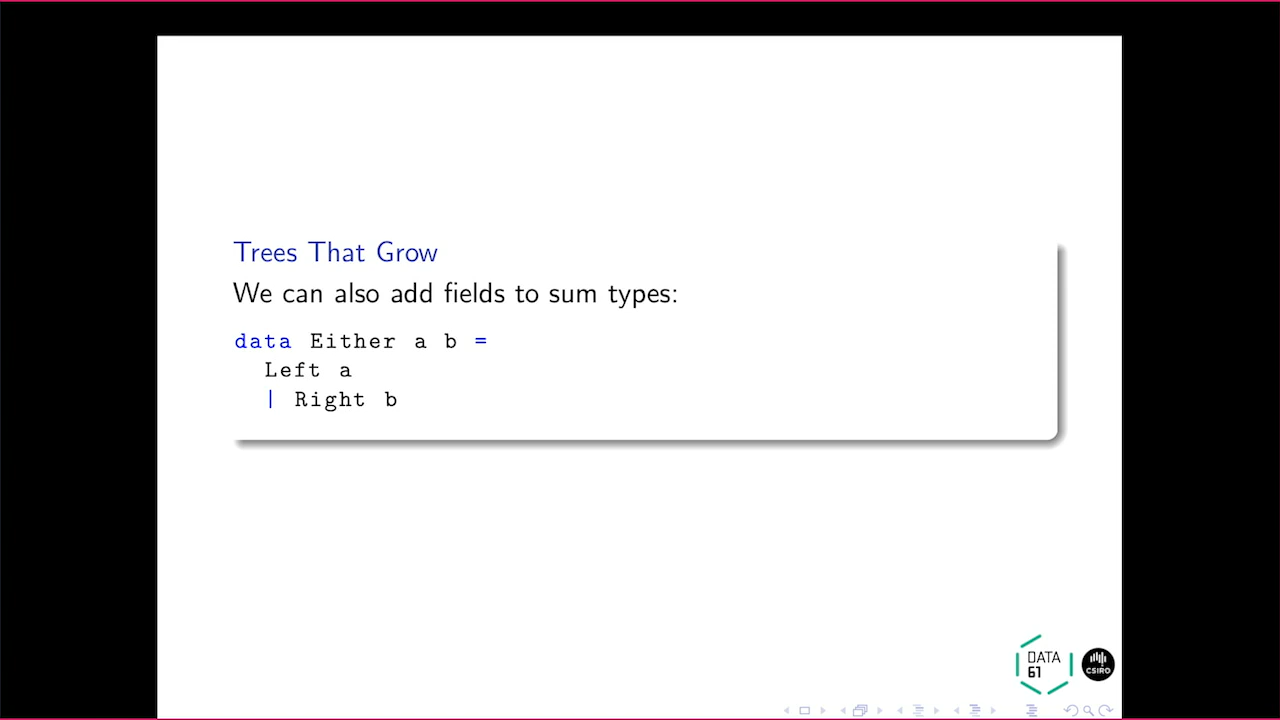 Trees That Grow
We can also add fields to sum types:
data Either a b =
  Left a
  | Right b
DATA
61
CSIRO